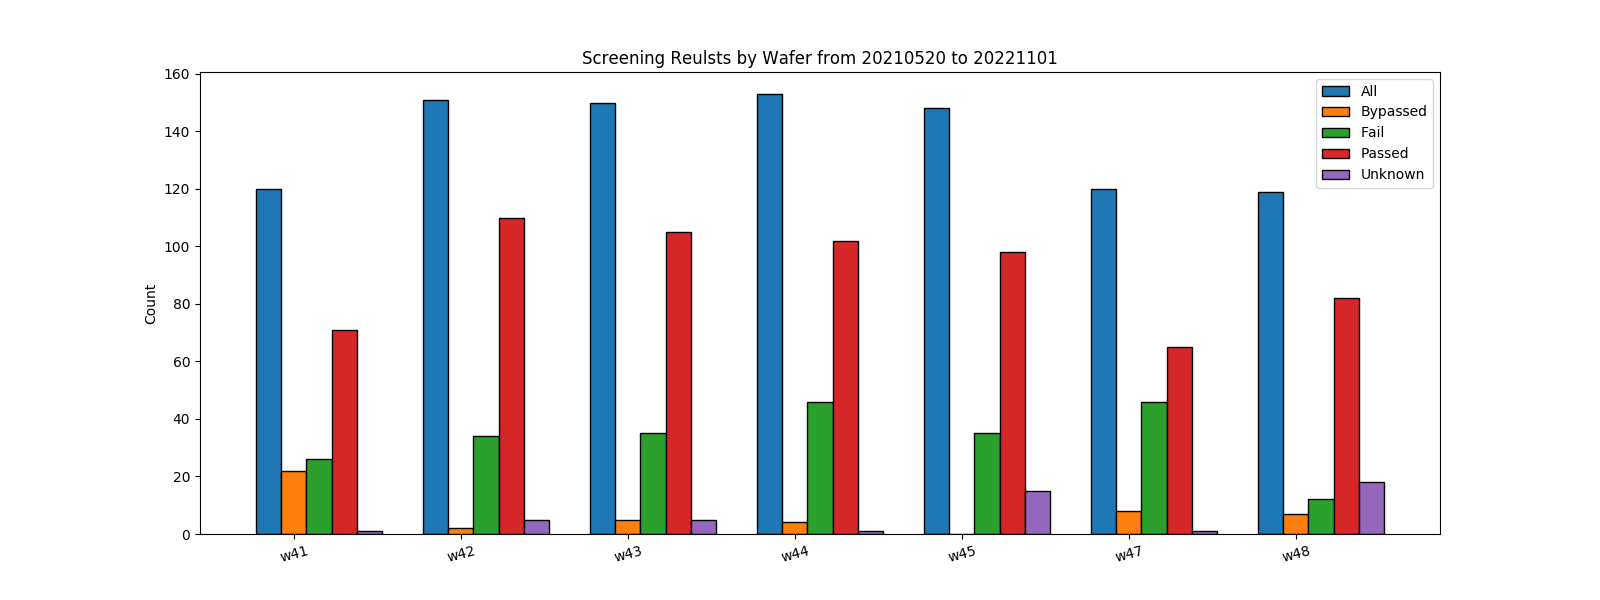 Screening Reulsts by Wafer from 20210520 to 20221101
160
140
120
100
80
60
40
20
0
Count
w41
w42
w43
w44
w45
w47
w48
All
Bypassed
Fail
Passed
Unknown